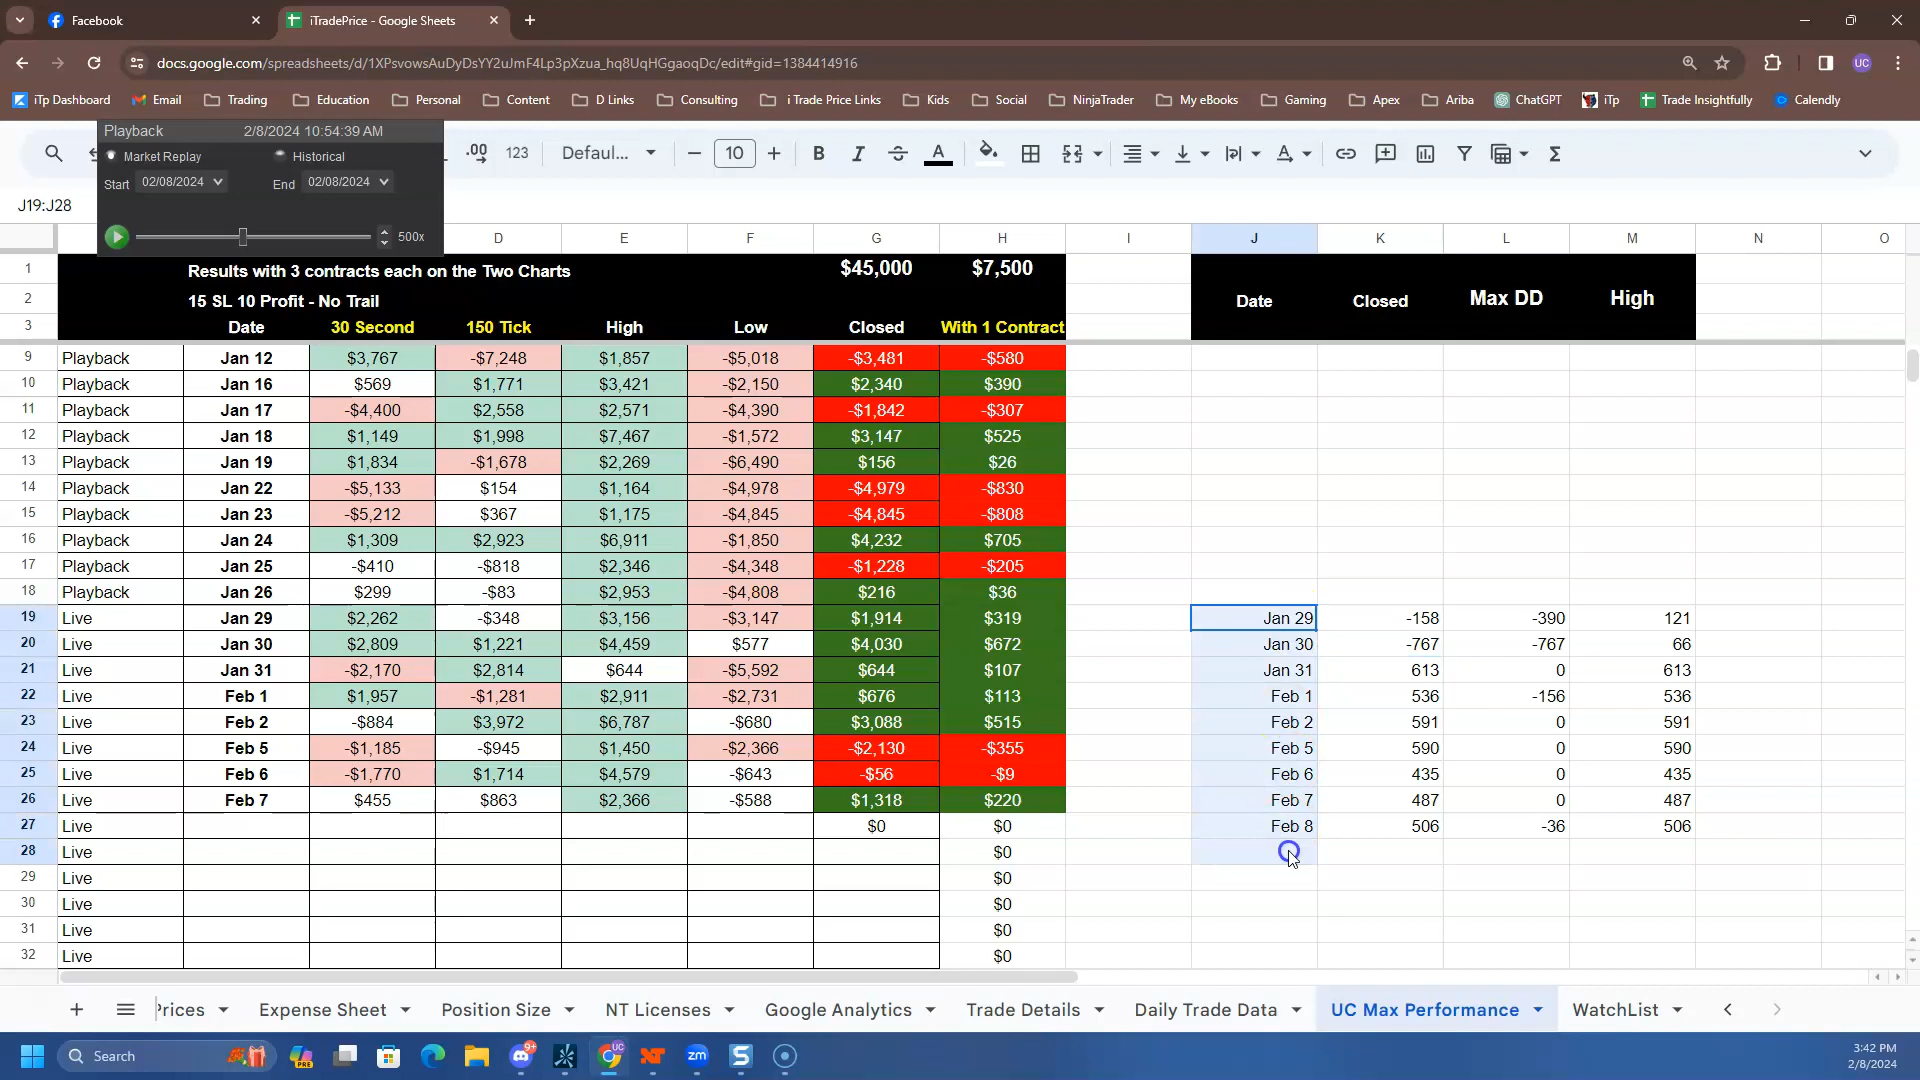 Facebook
iTradePrice - Google Sheets
docs.google.com/spreadsheets/d/1XPsvowsAuDyDsYY2uJmF4Lp3pXzua_hq8UqHGgaoqDc/edit#gid=1384414916
UC
iTp Dashboard Email Trading Education Personal Content D Links Consulting i Trade Price Links Kids Social NinjaTrader My eBooks Gaming Apex Ariba ChatGPT iTp Trade Insightfully Calendly
Playback 2/8/2024 10:54:39 AM
Market Replay Historical
Start 02/08/2024 End 02/08/2024
500x
.00 123 Defaul... 10 B I A
J19:J28
D E F G H I J K L M N O
1 Results with 3 contracts each on the Two Charts $45,000 $7,500
2 15 SL 10 Profit - No Trail Date Closed Max DD High
3 Date 30 Second 150 Tick High Low Closed With 1 Contract
9 Playback Jan 12 $3,767 -$7,248 $1,857 -$5,018 -$3,481 -$580
10 Playback Jan 16 $569 $1,771 $3,421 -$2,150 $2,340 $390
11 Playback Jan 17 -$4,400 $2,558 $2,571 -$4,390 -$1,842 -$307
12 Playback Jan 18 $1,149 $1,998 $7,467 -$1,572 $3,147 $525
13 Playback Jan 19 $1,834 -$1,678 $2,269 -$6,490 $156 $26
14 Playback Jan 22 -$5,133 $154 $1,164 -$4,978 -$4,979 -$830
15 Playback Jan 23 -$5,212 $367 $1,175 -$4,845 -$4,845 -$808
16 Playback Jan 24 $1,309 $2,923 $6,911 -$1,850 $4,232 $705
17 Playback Jan 25 -$410 -$818 $2,346 -$4,348 -$1,228 -$205
18 Playback Jan 26 $299 -$83 $2,953 -$4,808 $216 $36
19 Live Jan 29 $2,262 -$348 $3,156 -$3,147 $1,914 $319 Jan 29 -158 -390 121
20 Live Jan 30 $2,809 $1,221 $4,459 $577 $4,030 $672 Jan 30 -767 -767 66
21 Live Jan 31 -$2,170 $2,814 $644 -$5,592 $644 $107 Jan 31 613 0 613
22 Live Feb 1 $1,957 -$1,281 $2,911 -$2,731 $676 $113 Feb 1 536 -156 536
23 Live Feb 2 -$884 $3,972 $6,787 -$680 $3,088 $515 Feb 2 591 0 591
24 Live Feb 5 -$1,185 -$945 $1,450 -$2,366 -$2,130 -$355 Feb 5 590 0 590
25 Live Feb 6 -$1,770 $1,714 $4,579 -$643 -$56 -$9 Feb 6 435 0 435
26 Live Feb 7 $455 $863 $2,366 -$588 $1,318 $220 Feb 7 487 0 487
27 Live $0 $0 Feb 8 506 -36 506
28 Live $0
29 Live $0
30 Live $0
31 Live $0
32 Live $0
Prices Expense Sheet Position Size NT Licenses Google Analytics Trade Details Daily Trade Data UC Max Performance WatchList
Search PRE 9+ UC zm S
3:42 PM
2/8/2024